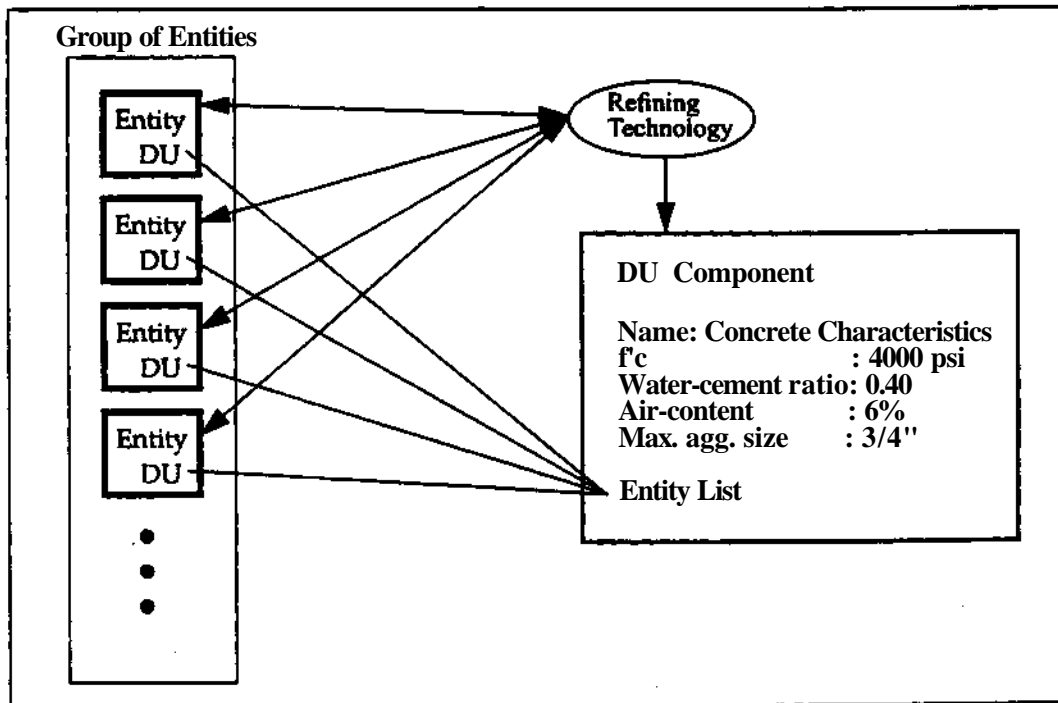 Group of Entities
Entity
DU
Entity
DU
Entity
DU
Entity
DU
Refining
Technology
DU Component
Name: Concrete Characteristics
f'c : 4000 psi
Water-cement ratio: 0.40
Air-content : 6%
Max. agg. size : 3/4"
Entity List